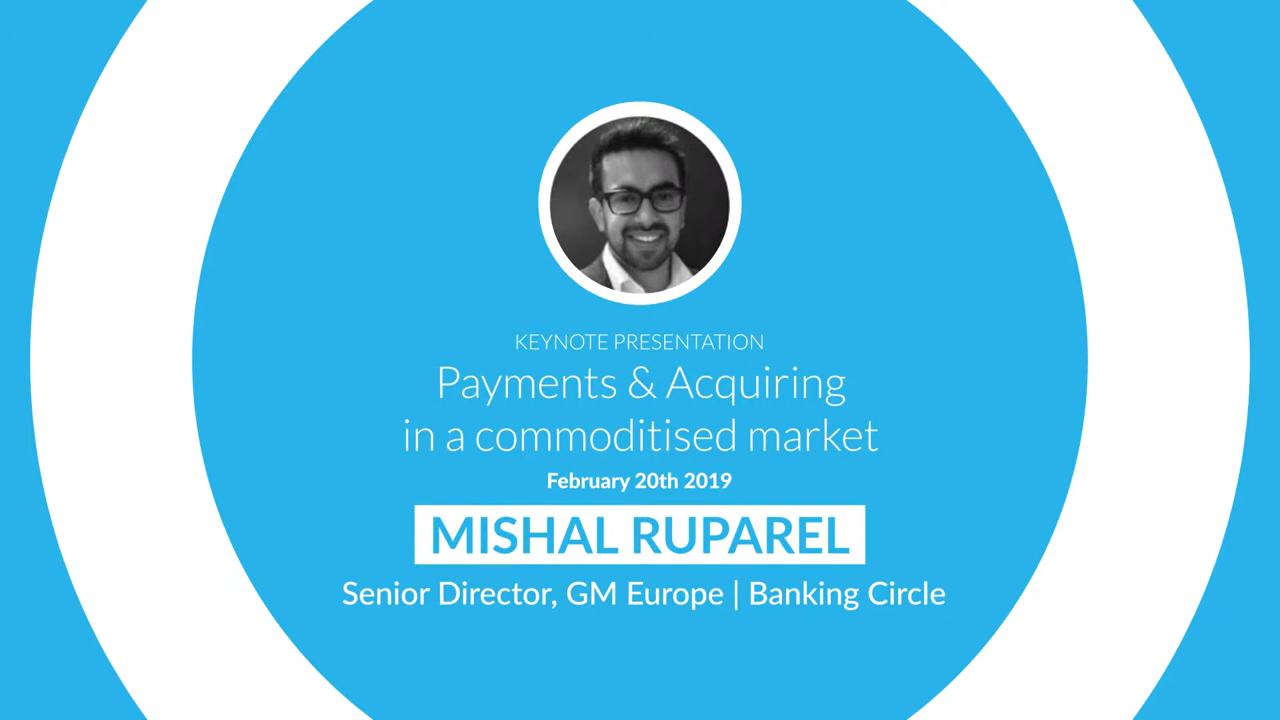 KEYNOTE PRESENTATION
Payments & Acquiring
in a commoditised market
February 20th 2019
MISHAL RUPAREL
Senior Director, GM Europe | Banking Circle